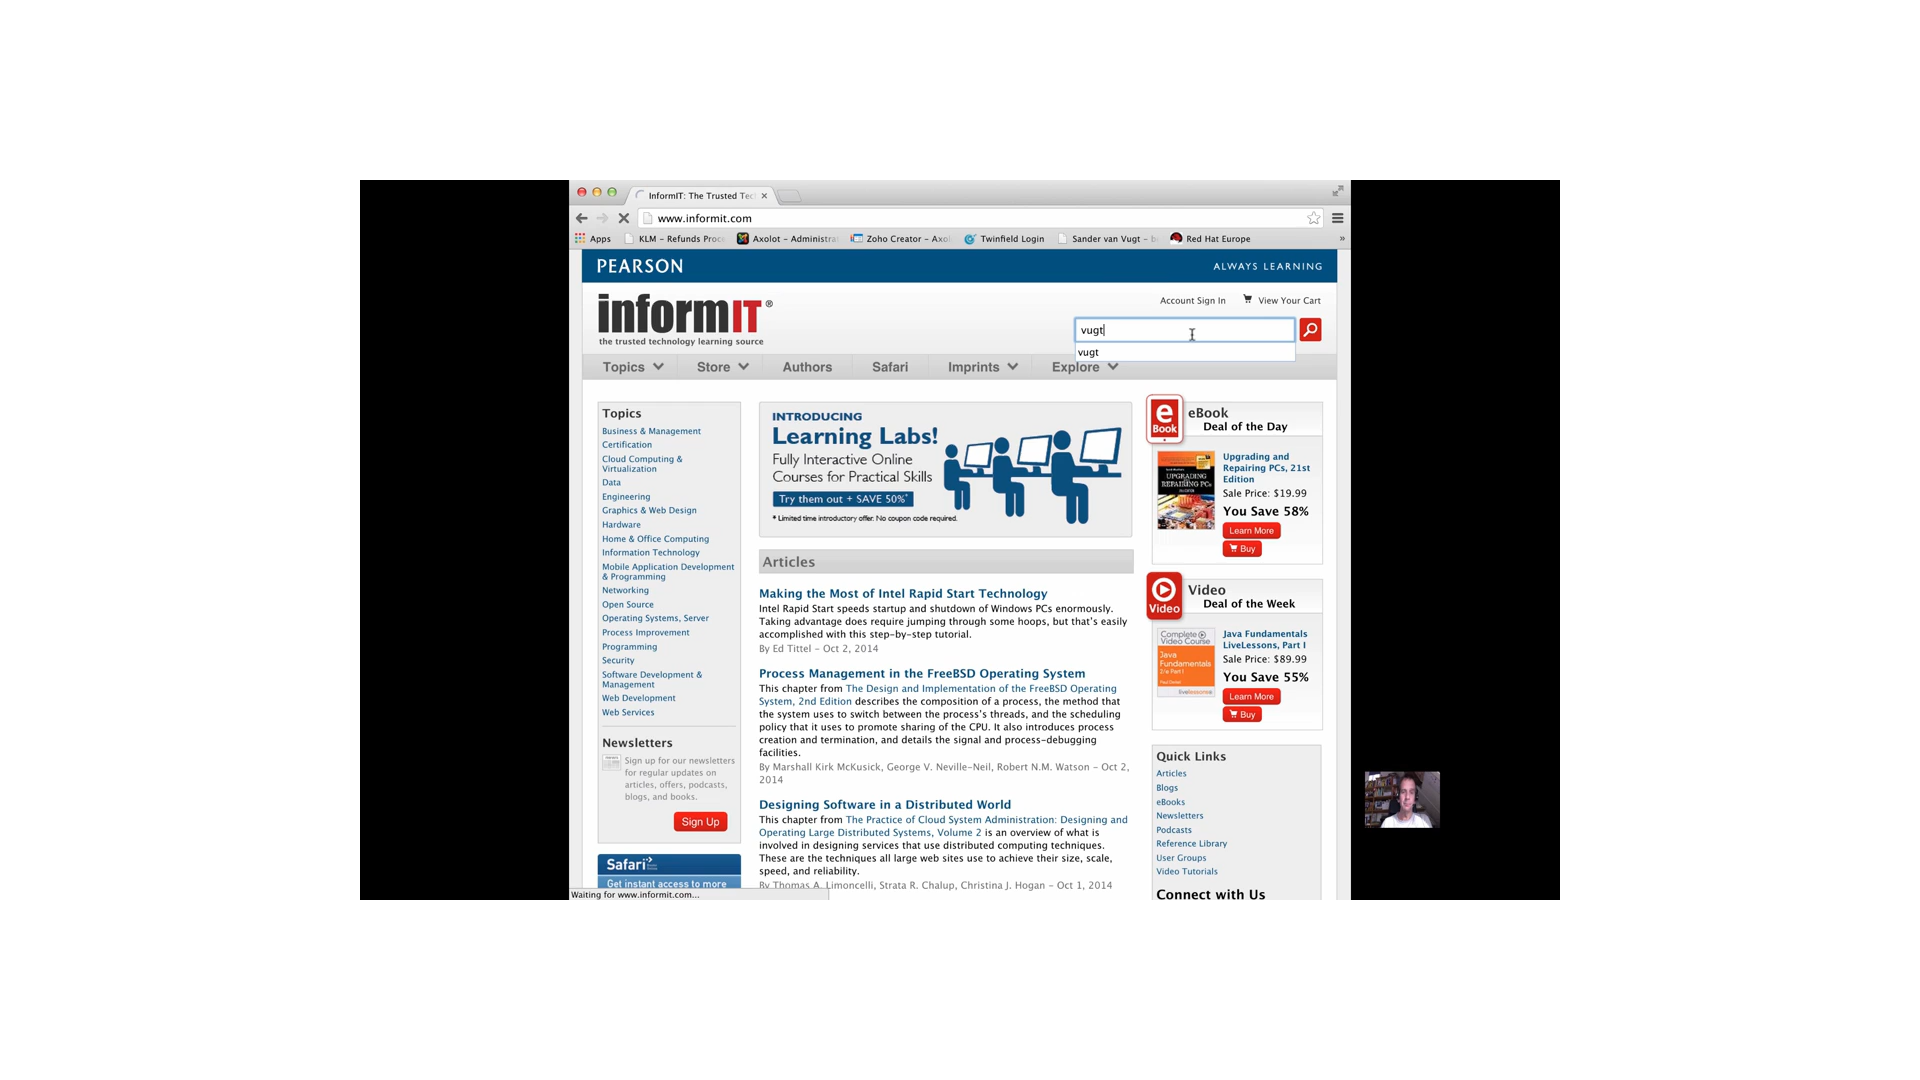 InformIT: The Trusted Tec
www.informit.com
Apps KLM – Refunds Proc Axolot – Administra Zoho Creator – Axol Twinfield Login Sander van Vugt – b Red Hat Europe »
PEARSON
ALWAYS LEARNING
informIT®
the trusted technology learning source
Account Sign In View Your Cart
vugt
vugt
Topics Store Authors Safari Imprints Explore
Topics
Business & Management
Certification
Cloud Computing &
Virtualization
Data
Engineering
Graphics & Web Design
Hardware
Home & Office Computing
Information Technology
Mobile Application Development
& Programming
Networking
Open Source
Operating Systems, Server
Process Improvement
Programming
Security
Software Development &
Management
Web Development
Web Services
Newsletters
Sign up for our newsletters
for regular updates on
articles, offers, podcasts,
blogs, and books.
Sign Up
Safari
Get instant access to more
INTRODUCING
Learning Labs!
Fully Interactive Online
Courses for Practical Skills
Try them out + SAVE 50%*
* Limited time introductory offer. No coupon code required.
Articles
Making the Most of Intel Rapid Start Technology
Intel Rapid Start speeds startup and shutdown of Windows PCs enormously.
Taking advantage does require jumping through some hoops, but that's easily
accomplished with this step-by-step tutorial.
By Ed Tittel – Oct 2, 2014
Process Management in the FreeBSD Operating System
This chapter from The Design and Implementation of the FreeBSD Operating
System, 2nd Edition describes the composition of a process, the method that
the system uses to switch between the process's threads, and the scheduling
policy that it uses to promote sharing of the CPU. It also introduces process
creation and termination, and details the signal and process-debugging
facilities.
By Marshall Kirk McKusick, George V. Neville-Neil, Robert N.M. Watson – Oct 2,
2014
Designing Software in a Distributed World
This chapter from The Practice of Cloud System Administration: Designing and
Operating Large Distributed Systems, Volume 2 is an overview of what is
involved in designing services that use distributed computing techniques.
These are the techniques all large web sites use to achieve their size, scale,
speed, and reliability.
By Thomas A. Limoncelli, Strata R. Chalup, Christina J. Hogan – Oct 1, 2014
e
Book
eBook
Deal of the Day
UPGRADING
REPAIRING PCs
Upgrading and
Repairing PCs, 21st
Edition
Sale Price: $19.99
You Save 58%
Learn More
Buy
Video
Video
Deal of the Week
Complete
Video Course
Java
Fundamentals
livelessons
Java Fundamentals
LiveLessons, Part I
Sale Price: $89.99
You Save 55%
Learn More
Buy
Quick Links
Articles
Blogs
eBooks
Newsletters
Podcasts
Reference Library
User Groups
Video Tutorials
Connect with Us
Waiting for www.informit.com...